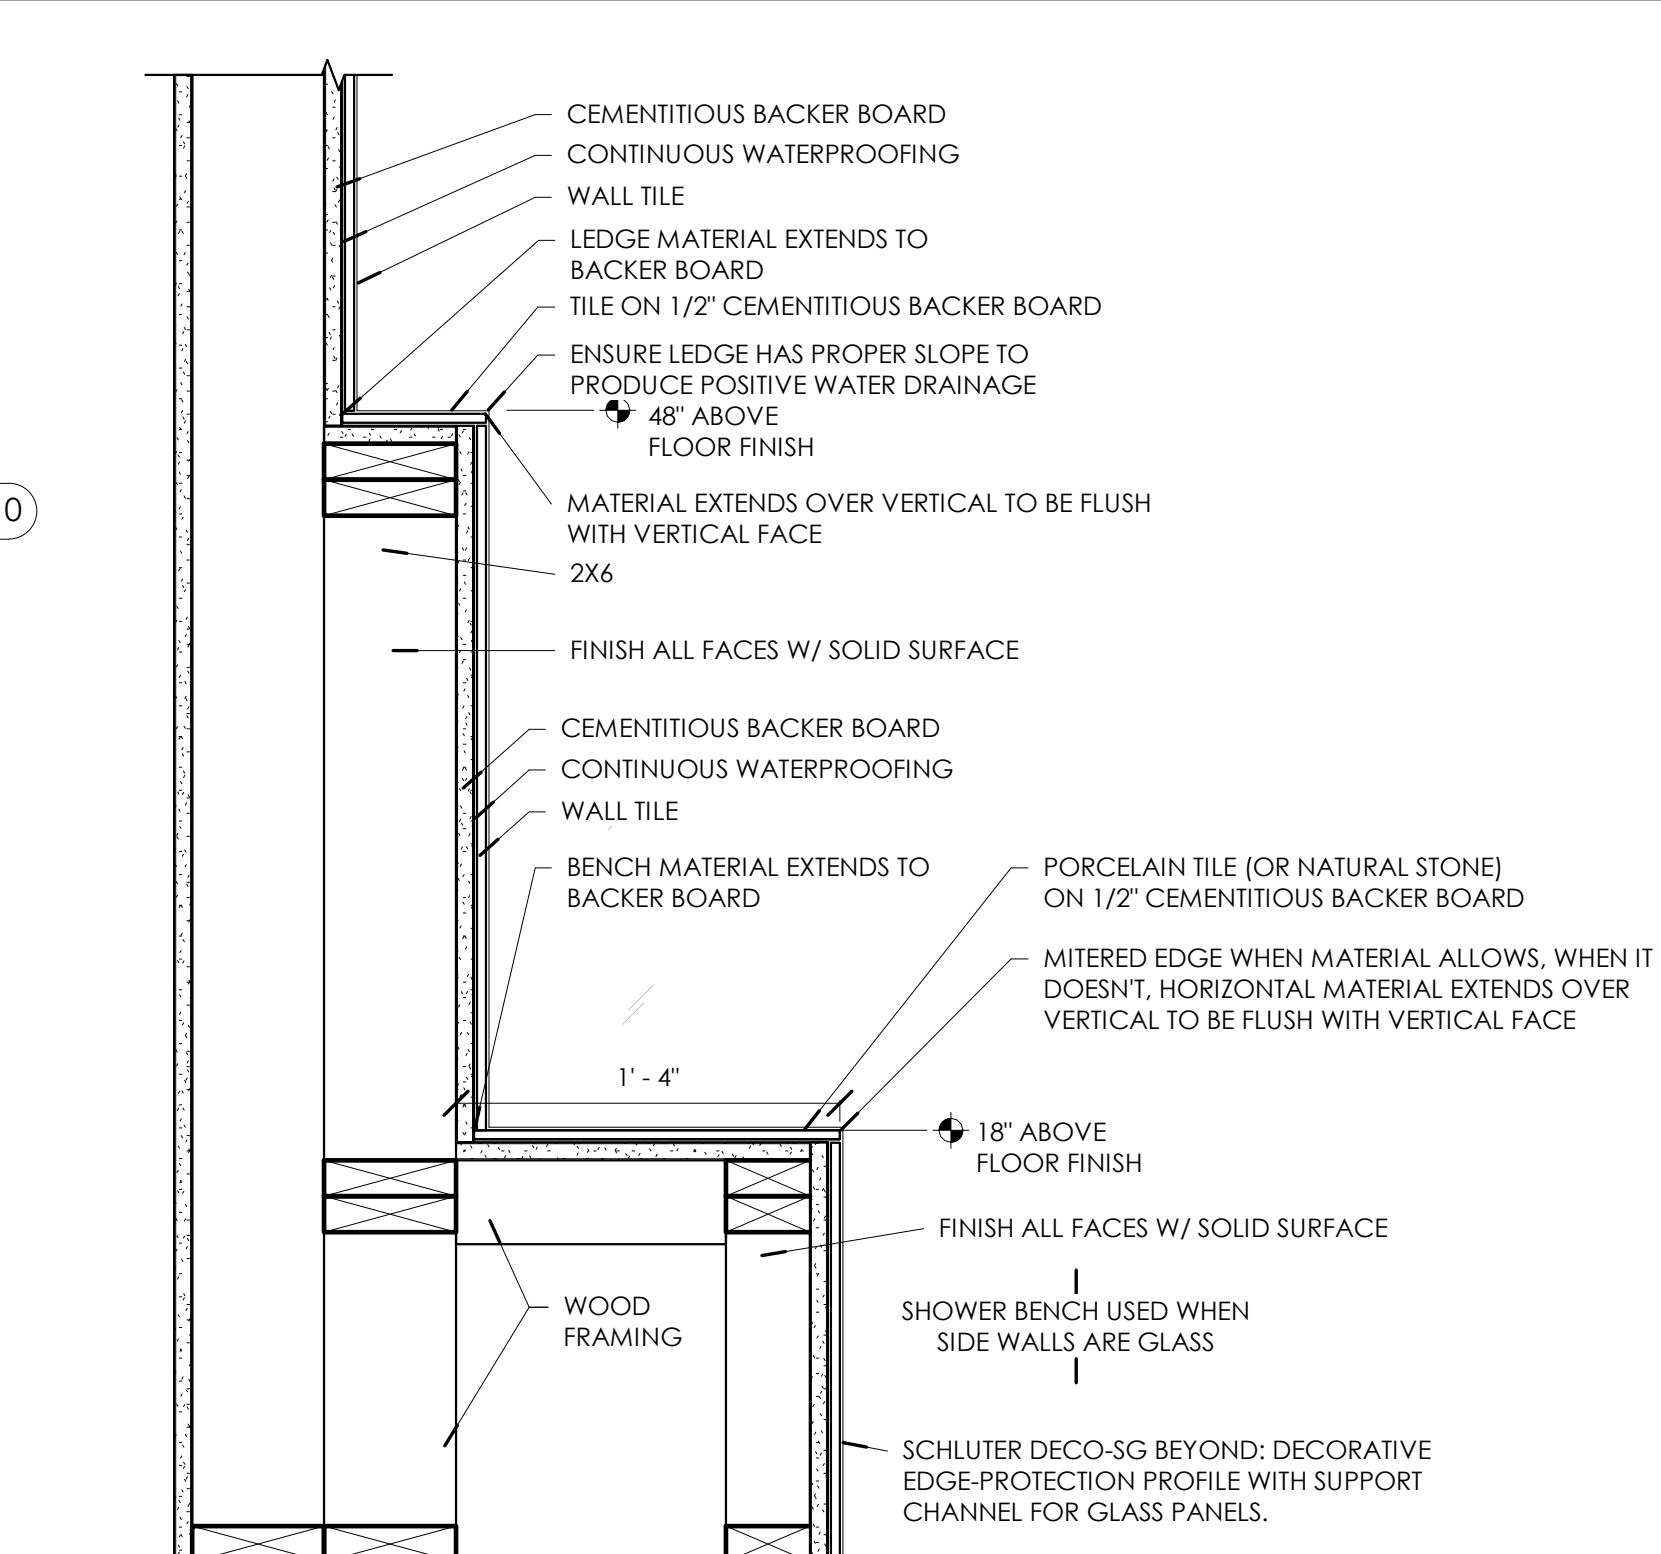 CEMENTITIOUS BACKER BOARD
CONTINUOUS WATERPROOFING
WALL TILE
LEDGE MATERIAL EXTENDS TO
BACKER BOARD
TILE ON 1/2" CEMENTITIOUS BACKER BOARD
ENSURE LEDGE HAS PROPER SLOPE TO
PRODUCE POSITIVE WATER DRAINAGE
48" ABOVE
FLOOR FINISH
0
MATERIAL EXTENDS OVER VERTICAL TO BE FLUSH
WITH VERTICAL FACE
2X6
FINISH ALL FACES W/ SOLID SURFACE
CEMENTITIOUS BACKER BOARD
CONTINUOUS WATERPROOFING
WALL TILE
BENCH MATERIAL EXTENDS TO
BACKER BOARD
PORCELAIN TILE (OR NATURAL STONE)
ON 1/2" CEMENTITIOUS BACKER BOARD
MITERED EDGE WHEN MATERIAL ALLOWS, WHEN IT
DOESN'T, HORIZONTAL MATERIAL EXTENDS OVER
VERTICAL TO BE FLUSH WITH VERTICAL FACE
1' - 4"
18" ABOVE
FLOOR FINISH
FINISH ALL FACES W/ SOLID SURFACE
WOOD
FRAMING
SHOWER BENCH USED WHEN
SIDE WALLS ARE GLASS
SCHLUTER DECO-SG BEYOND: DECORATIVE
EDGE-PROTECTION PROFILE WITH SUPPORT
CHANNEL FOR GLASS PANELS.